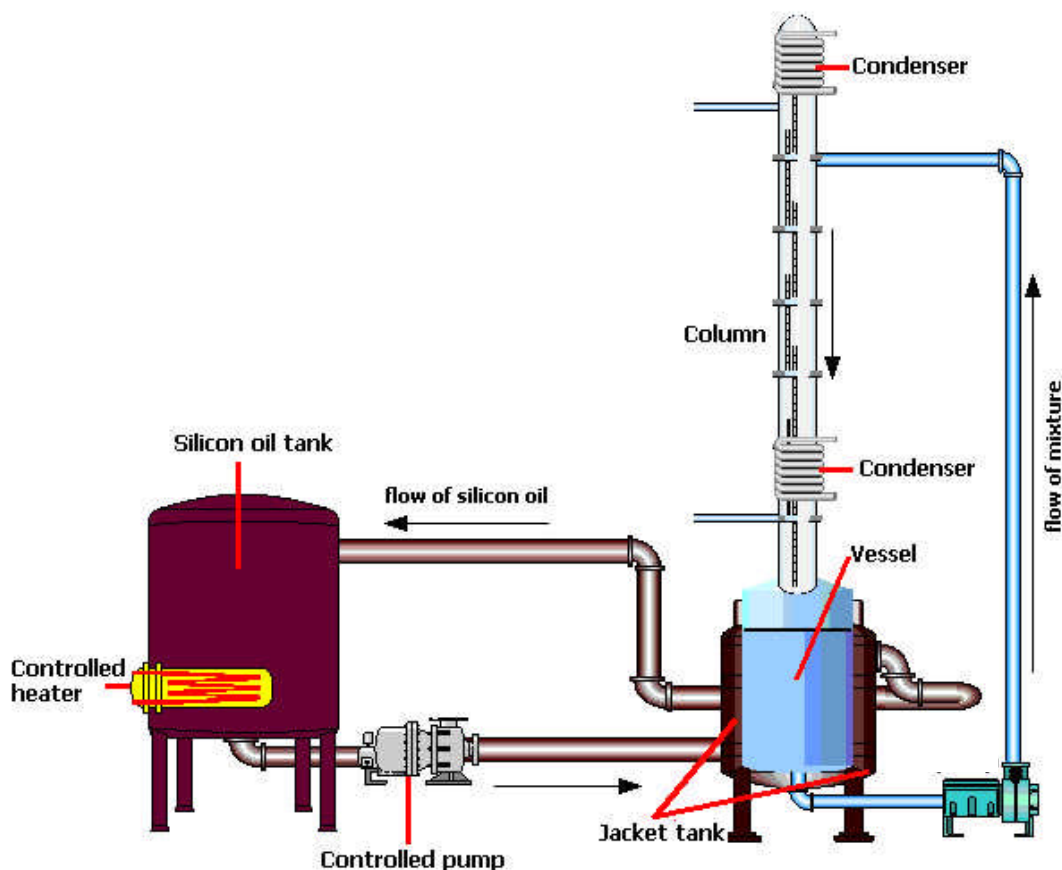 Condenser
Column
flow of mixture
Silicon oil tank
Condenser
flow of silicon oil
Vessel
Controlled
heater
Jacket tank
Controlled pump